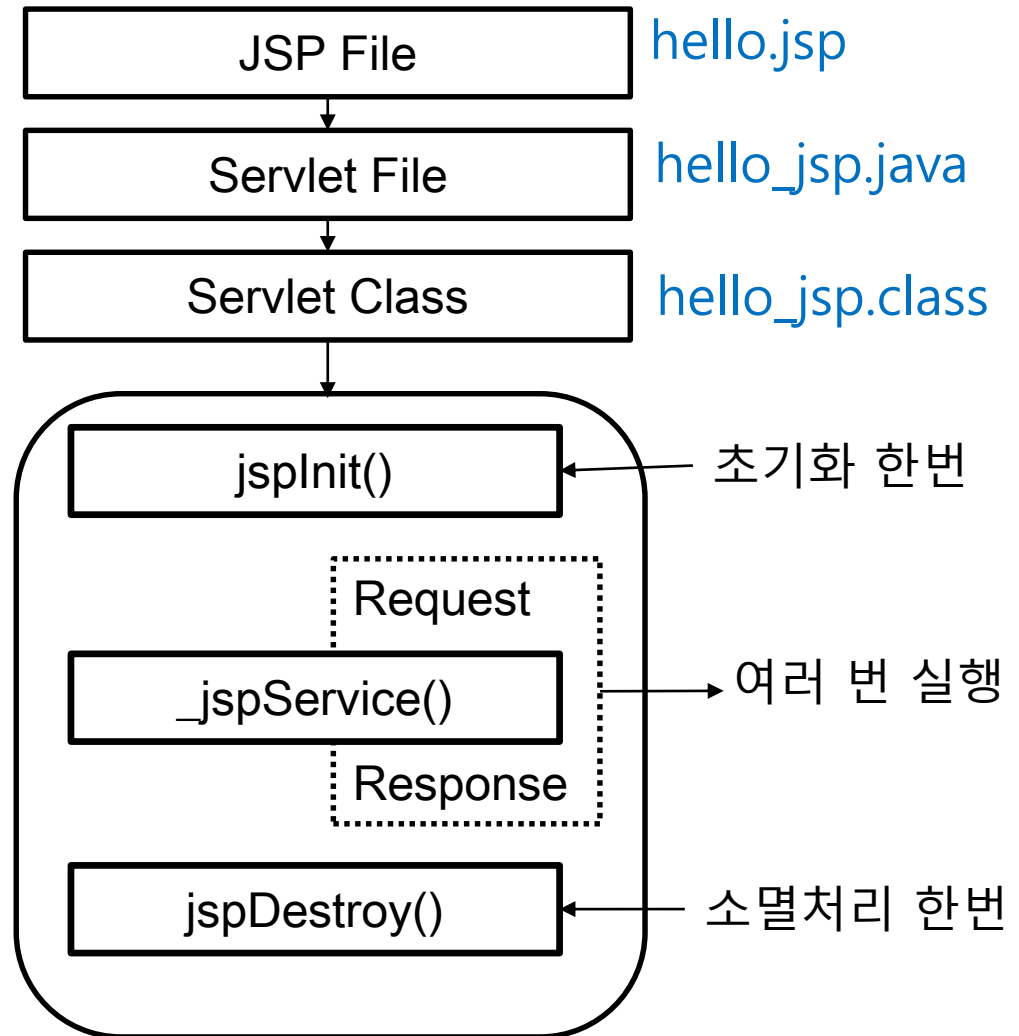 JSP File
hello.jsp
Servlet File
hello_jsp.java
Servlet Class
hello_jsp.class
jspInit()
초기화 한번
Request
_jspService()
여러 번 실행
Response
jspDestroy()
소멸처리 한번